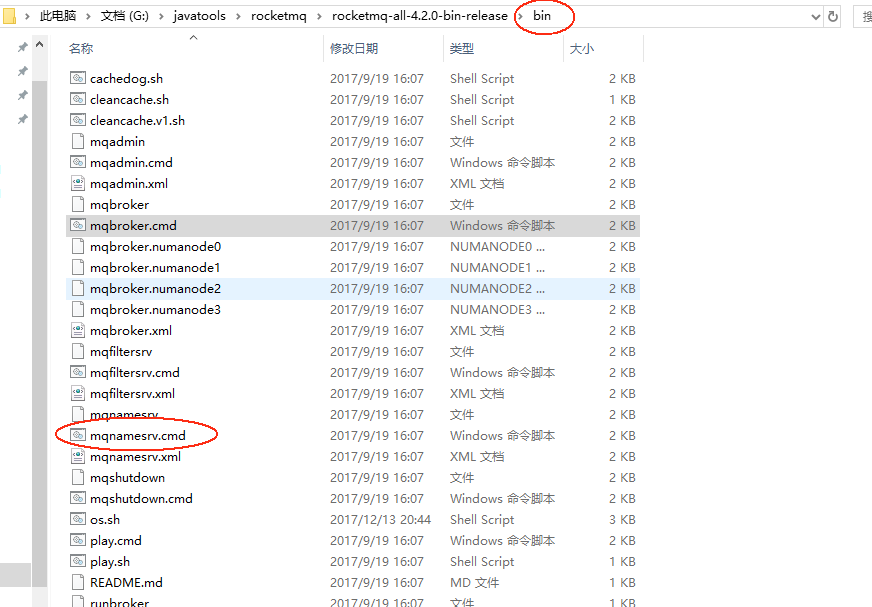 此电脑 > 文档 (G:) > javatools > rocketmq > rocketmq-all-4.2.0-bin-release > bin
名称 修改日期 类型 大小
cachedog.sh 2017/9/19 16:07 Shell Script 2 KB
cleancache.sh 2017/9/19 16:07 Shell Script 1 KB
cleancache.v1.sh 2017/9/19 16:07 Shell Script 2 KB
mqadmin 2017/9/19 16:07 文件 2 KB
mqadmin.cmd 2017/9/19 16:07 Windows 命令脚本 2 KB
mqadmin.xml 2017/9/19 16:07 XML 文档 2 KB
mqbroker 2017/9/19 16:07 文件 2 KB
mqbroker.cmd 2017/9/19 16:07 Windows 命令脚本 2 KB
mqbroker.numanode0 2017/9/19 16:07 NUMANODE0 ... 2 KB
mqbroker.numanode1 2017/9/19 16:07 NUMANODE1 ... 2 KB
mqbroker.numanode2 2017/9/19 16:07 NUMANODE2 ... 2 KB
mqbroker.numanode3 2017/9/19 16:07 NUMANODE3 ... 2 KB
mqbroker.xml 2017/9/19 16:07 XML 文档 2 KB
mqfiltersrv 2017/9/19 16:07 文件 2 KB
mqfiltersrv.cmd 2017/9/19 16:07 Windows 命令脚本 2 KB
mqfiltersrv.xml 2017/9/19 16:07 XML 文档 2 KB
mqnamesrv 2017/9/19 16:07 文件 2 KB
mqnamesrv.cmd 2017/9/19 16:07 Windows 命令脚本 2 KB
mqnamesrv.xml 2017/9/19 16:07 XML 文档 2 KB
mqshutdown 2017/9/19 16:07 文件 2 KB
mqshutdown.cmd 2017/9/19 16:07 Windows 命令脚本 2 KB
os.sh 2017/12/13 20:44 Shell Script 3 KB
play.cmd 2017/9/19 16:07 Windows 命令脚本 2 KB
play.sh 2017/9/19 16:07 Shell Script 1 KB
README.md 2017/9/19 16:07 MD 文件 1 KB
runbroker 2017/9/19 16:07 文件 1 KB